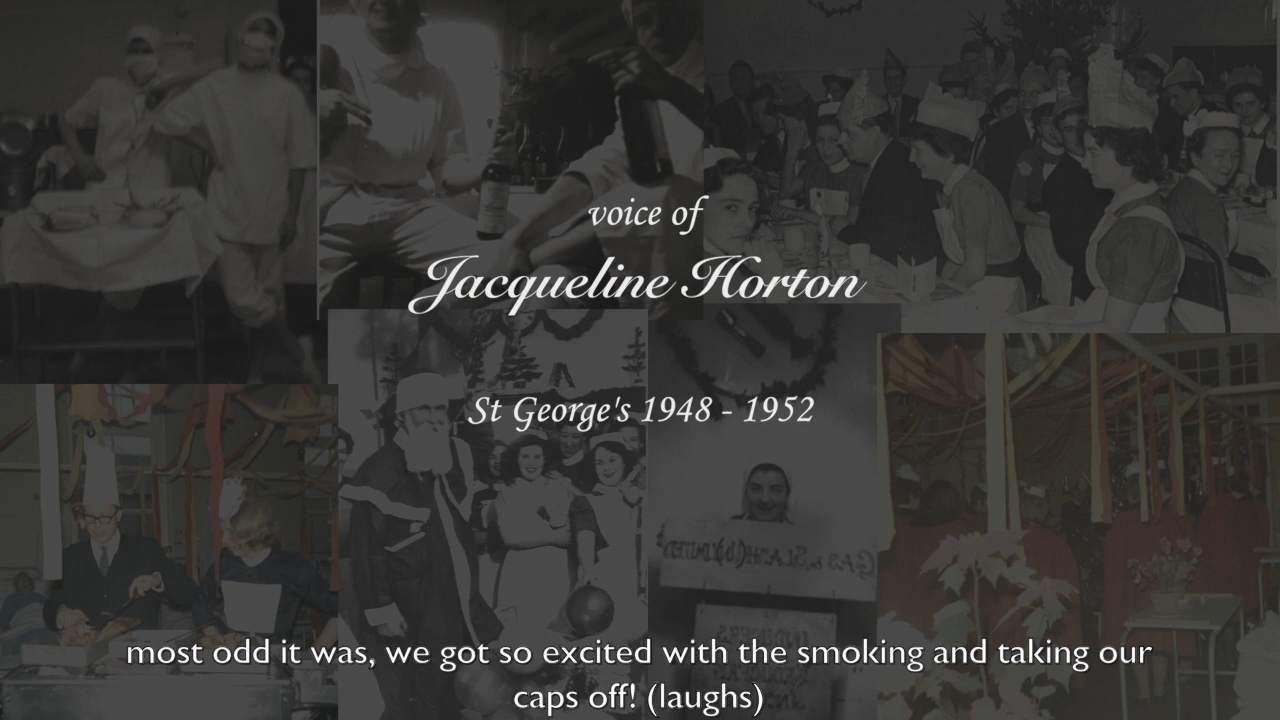 voice of
Jacqueline Horton
St George's 1948 - 1952
most odd it was, we got so excited with the smoking and taking our
caps off! (laughs)